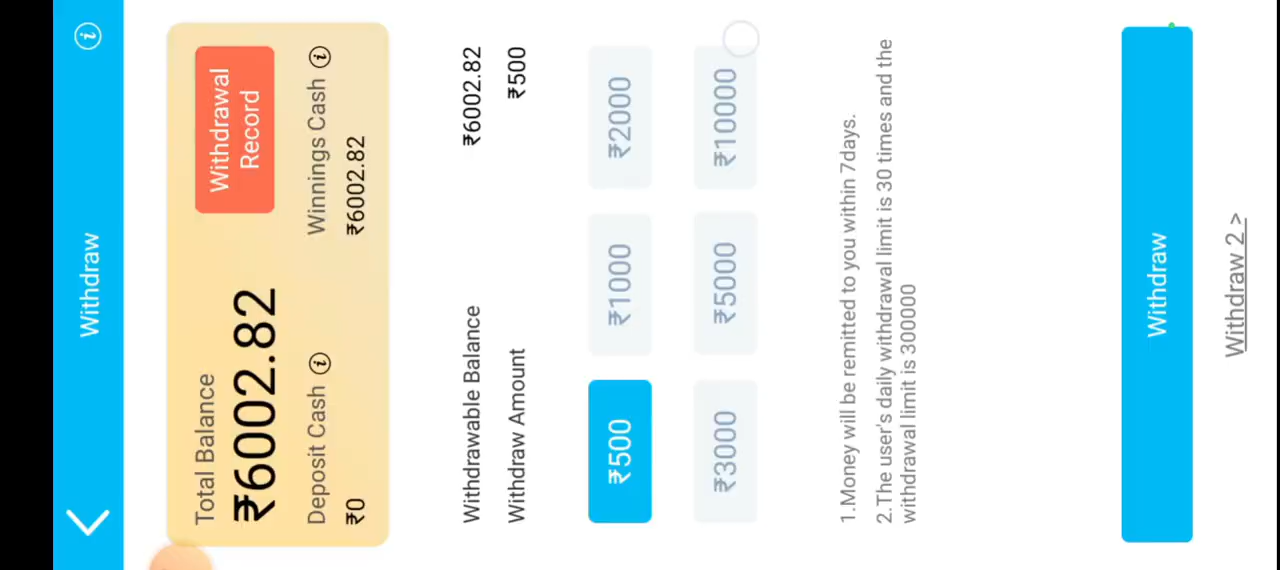 Withdraw
Total Balance
₹6002.82
Withdrawal
Record
Deposit Cash
Winnings Cash
₹0
₹6002.82
Withdrawable Balance
₹6002.82
Withdraw Amount
₹500
₹500
₹1000
₹2000
₹3000
₹5000
₹10000
1.Money will be remitted to you within 7days.
2.The user's daily withdrawal limit is 30 times and the
withdrawal limit is 300000
Withdraw
Withdraw 2 >